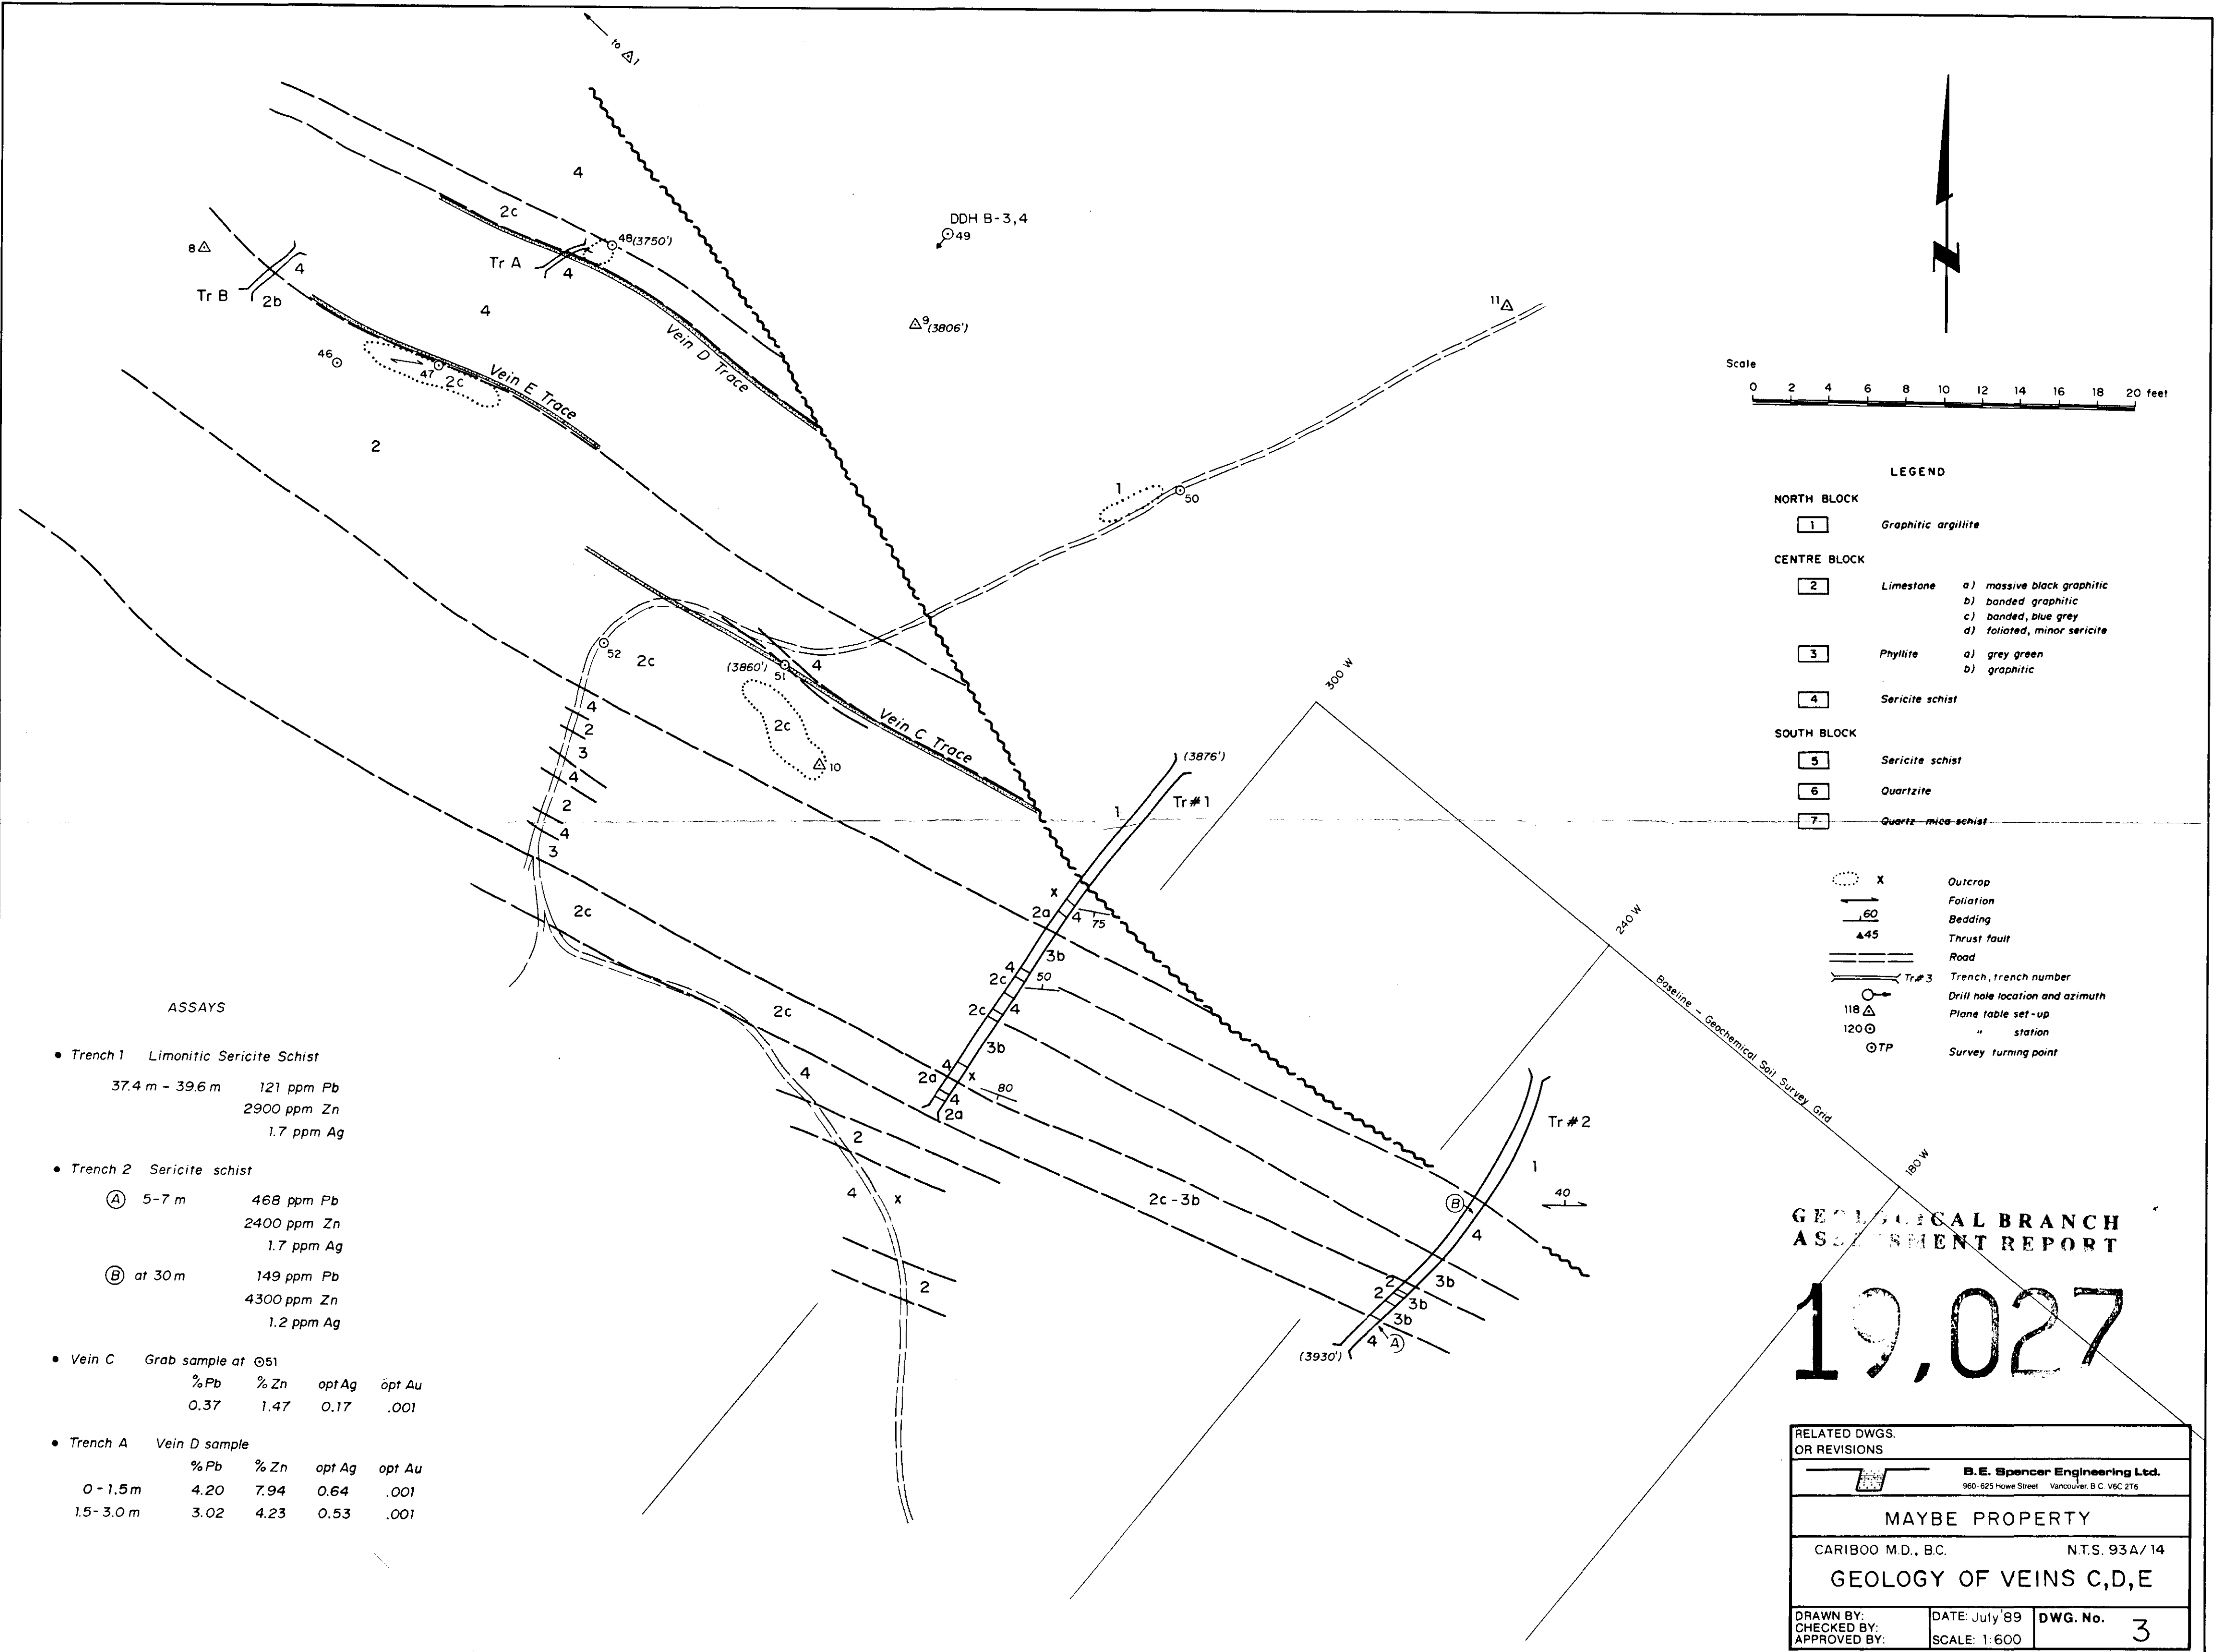 to 1
4
2c
48(3750')
DDH B-3,4
49
8
Tr A
4
4
Tr B
2b
4
9(3806')
11
Vein D Trace
46
47
2c
Vein E Trace
2
1
50
52
2c
(3860')
51
4
2c
10
Vein C Trace
4
2
3
4
2
4
3
(3876')
Tr#1
1
300 W
240 W
180 W
Baseline - Geochemical Soil Survey Grid
x
2a
4
75
3b
4
2c
50
2c
4
3b
4
2a
x
80
4
2a
2c
2c
4
2
4
x
2
2c-3b
Tr#2
1
40
B
4
2
3b
2
3b
3b
4
A
(3930')
Scale
0 2 4 6 8 10 12 14 16 18 20 feet
LEGEND
NORTH BLOCK
1 Graphitic argillite
CENTRE BLOCK
2 Limestone a) massive black graphitic
b) banded graphitic
c) banded, blue grey
d) foliated, minor sericite
3 Phyllite a) grey green
b) graphitic
4 Sericite schist
SOUTH BLOCK
5 Sericite schist
6 Quartzite
7 Quartz-mica schist
x Outcrop
Foliation
60 Bedding
45 Thrust fault
Road
Tr#3 Trench, trench number
Drill hole location and azimuth
118 Plane table set-up
120 " station
TP Survey turning point
ASSAYS
• Trench 1 Limonitic Sericite Schist
37.4 m - 39.6 m 121 ppm Pb
2900 ppm Zn
1.7 ppm Ag
• Trench 2 Sericite schist
A 5-7 m 468 ppm Pb
2400 ppm Zn
1.7 ppm Ag
B at 30 m 149 ppm Pb
4300 ppm Zn
1.2 ppm Ag
• Vein C Grab sample at ⊙51
%Pb %Zn opt Ag opt Au
0.37 1.47 0.17 .001
• Trench A Vein D sample
%Pb %Zn opt Ag opt Au
0 - 1.5m 4.20 7.94 0.64 .001
1.5 - 3.0 m 3.02 4.23 0.53 .001
GEOLOGICAL BRANCH
ASSESSMENT REPORT
19,027
RELATED DWGS.
OR REVISIONS
B.E. Spencer Engineering Ltd.
960-625 Howe Street Vancouver, B.C. V6C 2T6
MAYBE PROPERTY
CARIBOO M.D., B.C. N.T.S. 93A/14
GEOLOGY OF VEINS C,D,E
DRAWN BY:
CHECKED BY:
APPROVED BY:
DATE: July '89
SCALE: 1:600
DWG. No. 3